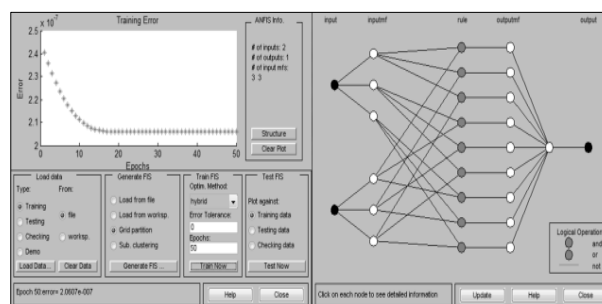 Training Error
x 10
-7
2.5
2.4
2.3
2.2
2.1
2
Error
0 10 20 30 40 50
Epochs
ANFIS Info.
# of inputs: 2
# of outputs: 1
# of input mfs:
3 3
Structure
Clear Plot
Load data
Type: From:
Training
Testing
Checking
Demo
file
worksp.
Load Data... Clear Data
Generate FIS
Load from file
Load from worksp.
Grid partition
Sub. clustering
Generate FIS ...
Train FIS
Optim. Method:
hybrid
Error Tolerance:
0
Epochs:
50
Train Now
Test FIS
Plot against:
Training data
Testing data
Checking data
Test Now
Epoch 50:error= 2.0607e-007
Help Close
input inputmf rule outputmf output
Logical Operations
and
or
not
Click on each node to see detailed information
Update Help Close